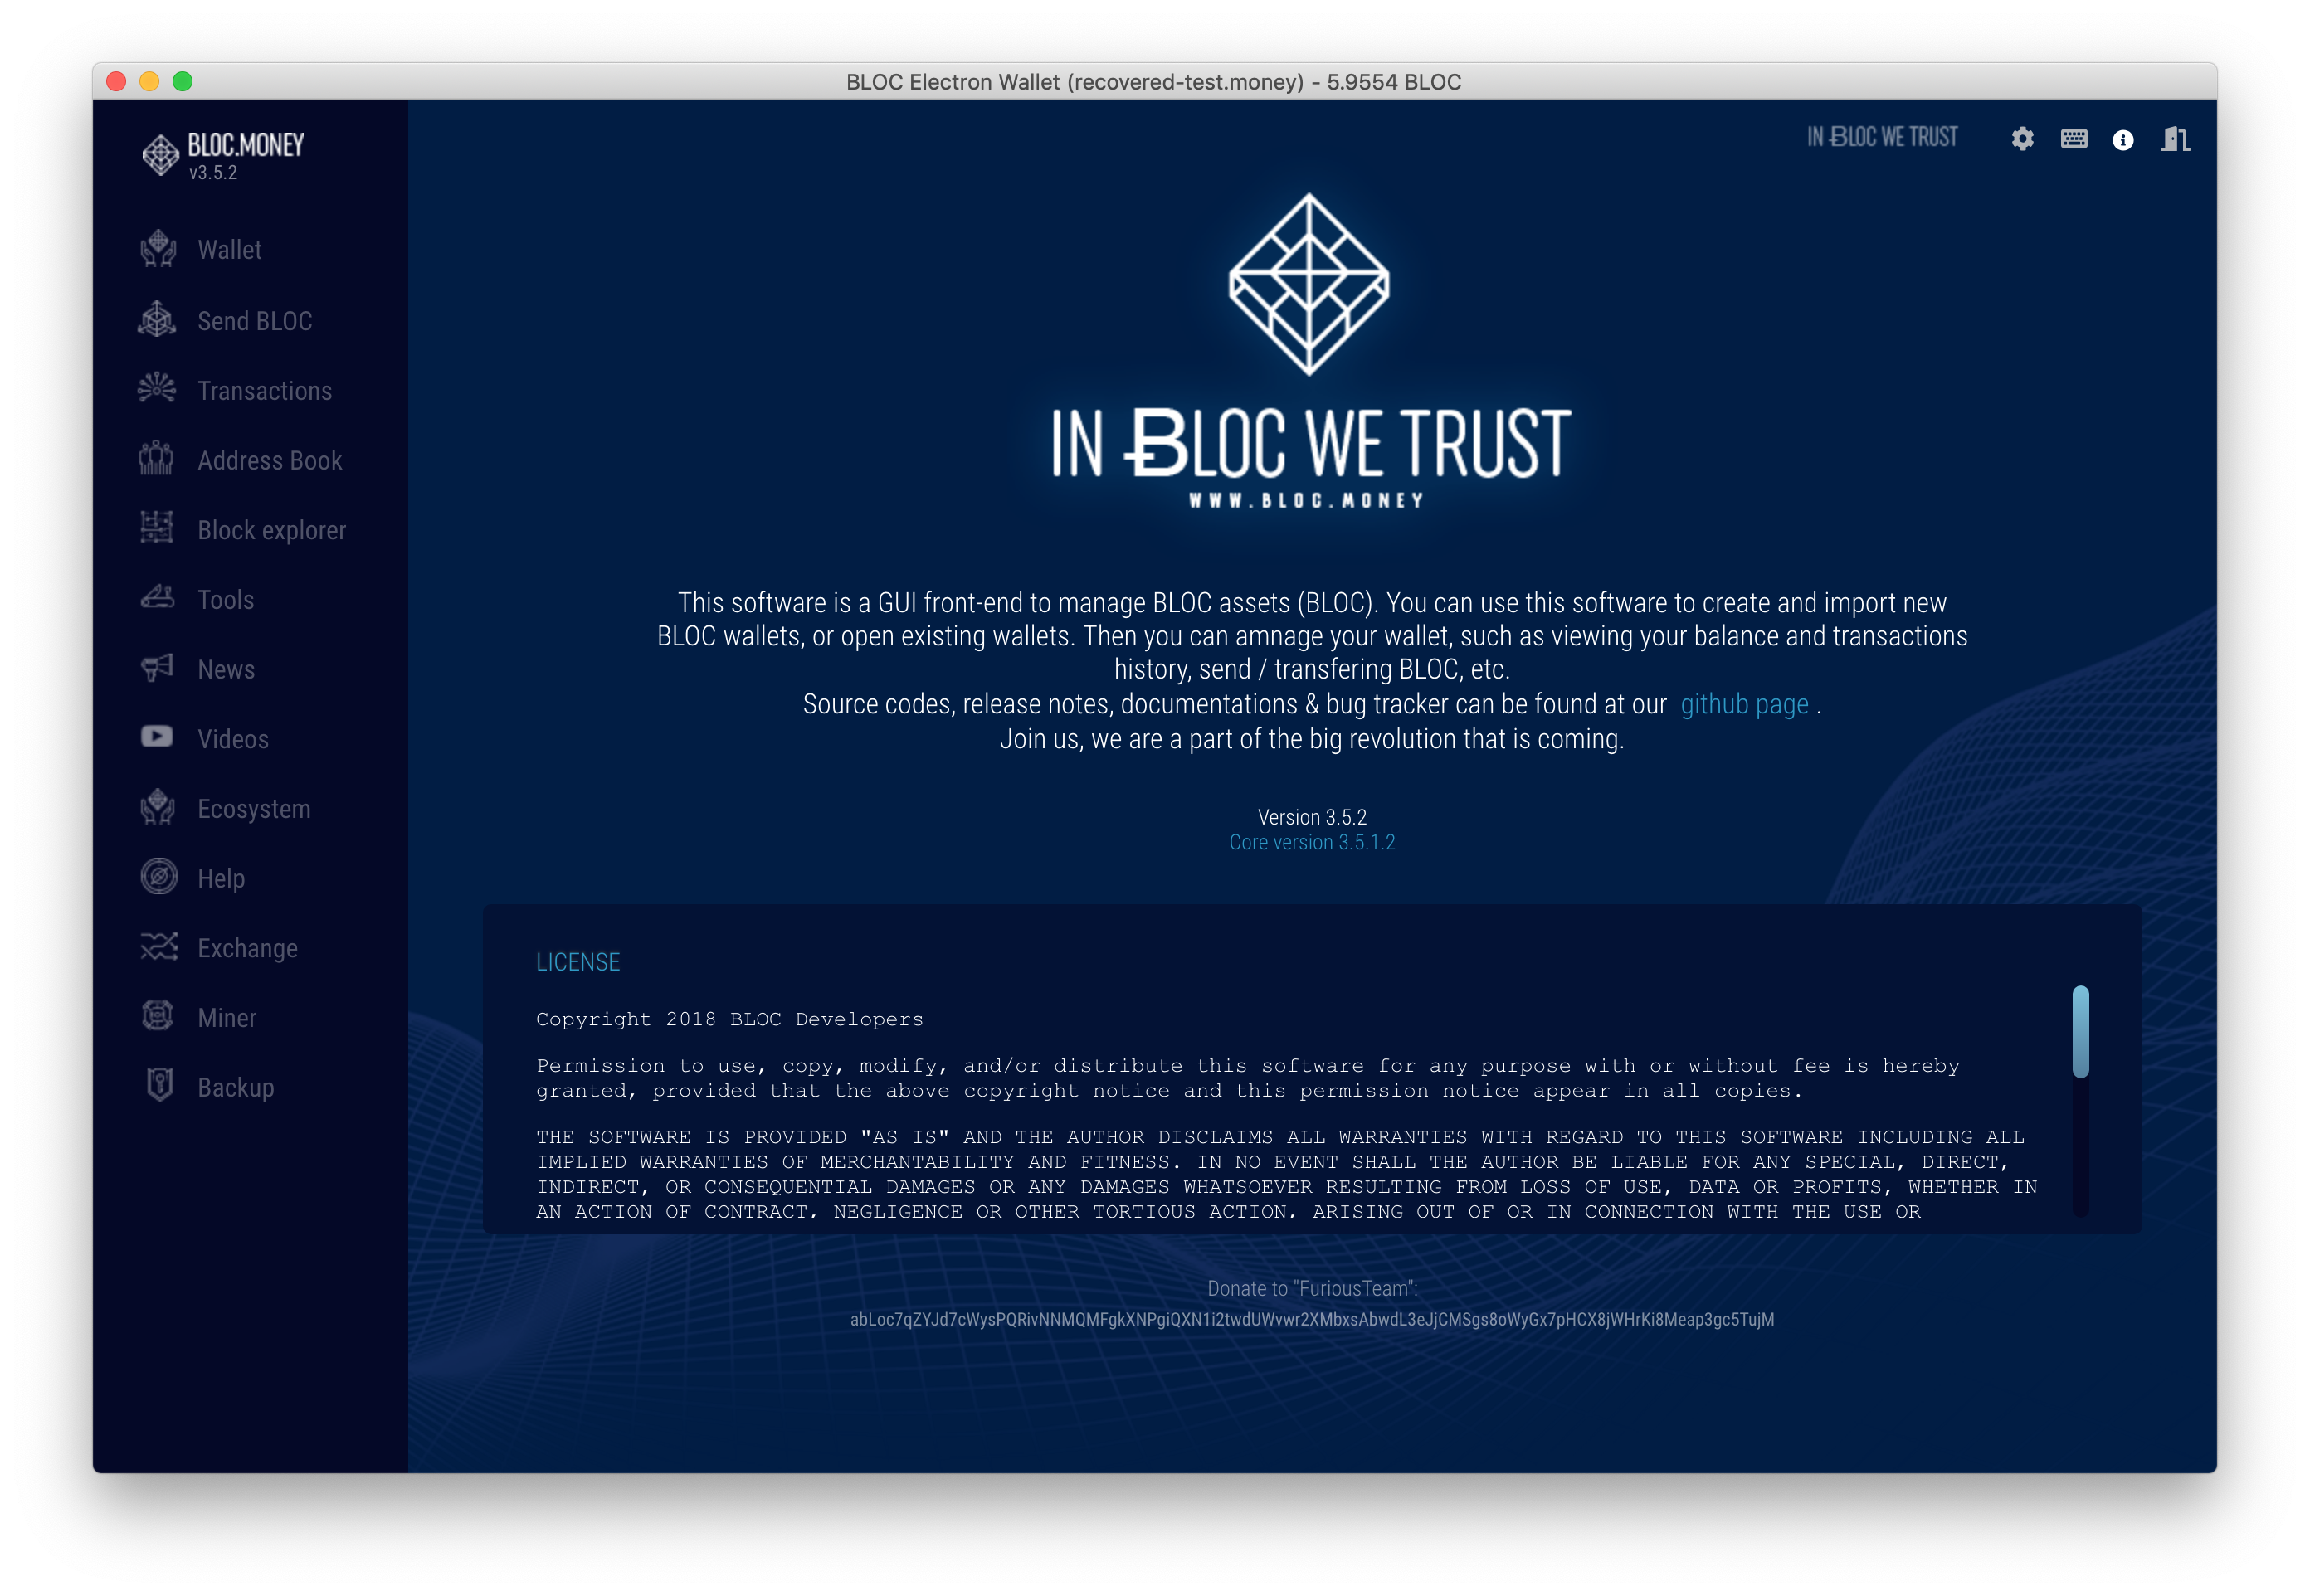 BLOC Electron Wallet (recovered-test.money) - 5.9554 BLOC
BLOC.MONEY
v3.5.2
IN BLOC WE TRUST
Wallet
Send BLOC
Transactions
Address Book
Block explorer
Tools
News
Videos
Ecosystem
Help
Exchange
Miner
Backup
IN BLOC WE TRUST
WWW.BLOC.MONEY
This software is a GUI front-end to manage BLOC assets (BLOC). You can use this software to create and import new
BLOC wallets, or open existing wallets. Then you can amnage your wallet, such as viewing your balance and transactions
history, send / transfering BLOC, etc.
Source codes, release notes, documentations & bug tracker can be found at our github page .
Join us, we are a part of the big revolution that is coming.
Version 3.5.2
Core version 3.5.1.2
LICENSE
Copyright 2018 BLOC Developers
Permission to use, copy, modify, and/or distribute this software for any purpose with or without fee is hereby
granted, provided that the above copyright notice and this permission notice appear in all copies.
THE SOFTWARE IS PROVIDED "AS IS" AND THE AUTHOR DISCLAIMS ALL WARRANTIES WITH REGARD TO THIS SOFTWARE INCLUDING ALL
IMPLIED WARRANTIES OF MERCHANTABILITY AND FITNESS. IN NO EVENT SHALL THE AUTHOR BE LIABLE FOR ANY SPECIAL, DIRECT,
INDIRECT, OR CONSEQUENTIAL DAMAGES OR ANY DAMAGES WHATSOEVER RESULTING FROM LOSS OF USE, DATA OR PROFITS, WHETHER IN
AN ACTION OF CONTRACT, NEGLIGENCE OR OTHER TORTIOUS ACTION, ARISING OUT OF OR IN CONNECTION WITH THE USE OR
Donate to "FuriousTeam":
abLoc7qZYJd7cWysPQRivNNMQMFgkXNPgiQXN1i2twdUWvwr2XMbxsAbwdL3eJjCMSgs8oWyGx7pHCX8jWHrKi8Meap3gc5TujM